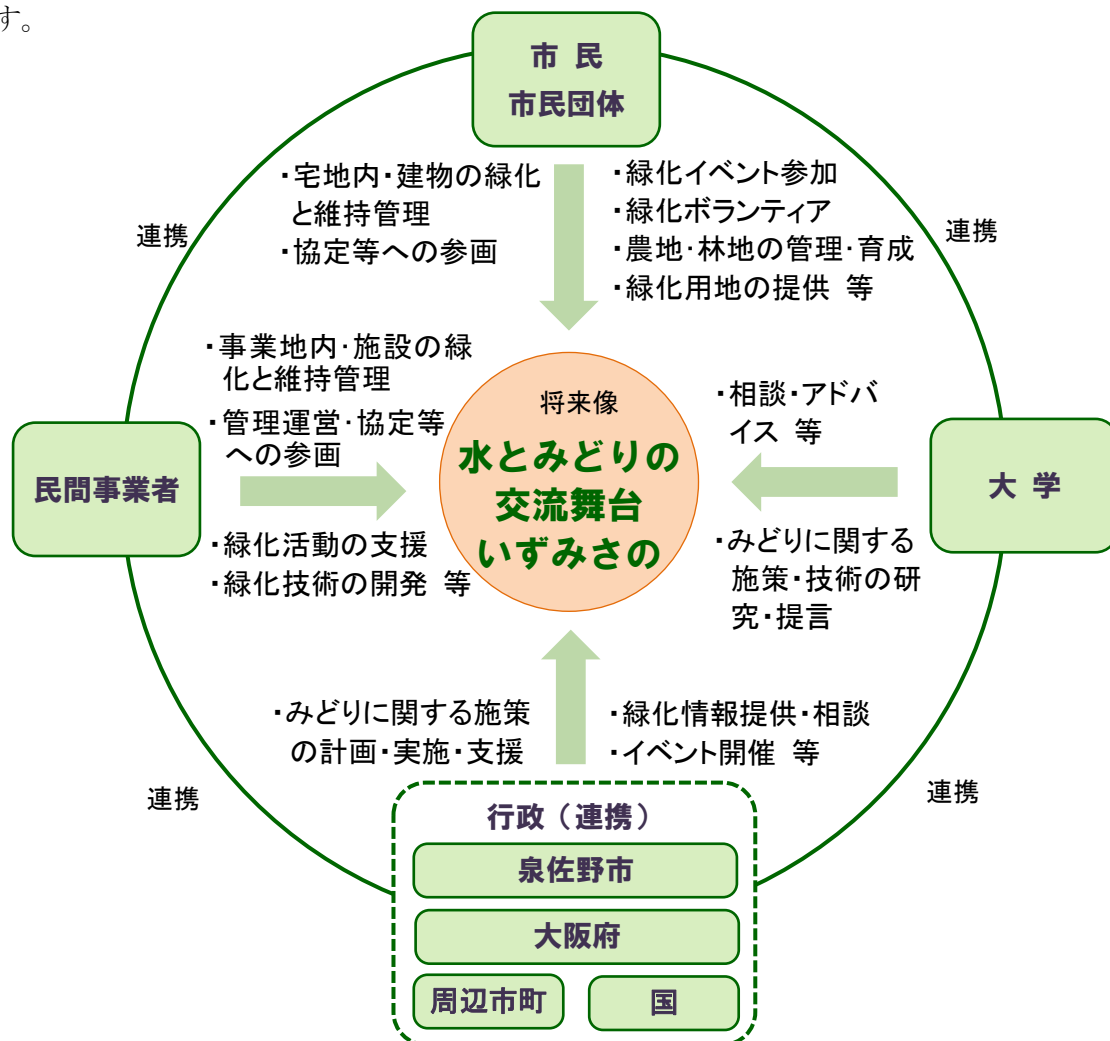 す。
市 民
市民団体
・宅地内・建物の緑化
と維持管理
・協定等への参画
・緑化イベント参加
・緑化ボランティア
・農地・林地の管理・育成
・緑化用地の提供 等
連携
連携
・事業地内・施設の緑
化と維持管理
・管理運営・協定等
への参画
民間事業者
・緑化活動の支援
・緑化技術の開発 等
将来像
水とみどりの
交流舞台
いずみさの
・相談・アドバ
イス 等
大 学
・みどりに関する
施策・技術の研
究・提言
・みどりに関する施策
の計画・実施・支援
・緑化情報提供・相談
・イベント開催 等
連携
連携
行政（連携）
泉佐野市
大阪府
周辺市町
国